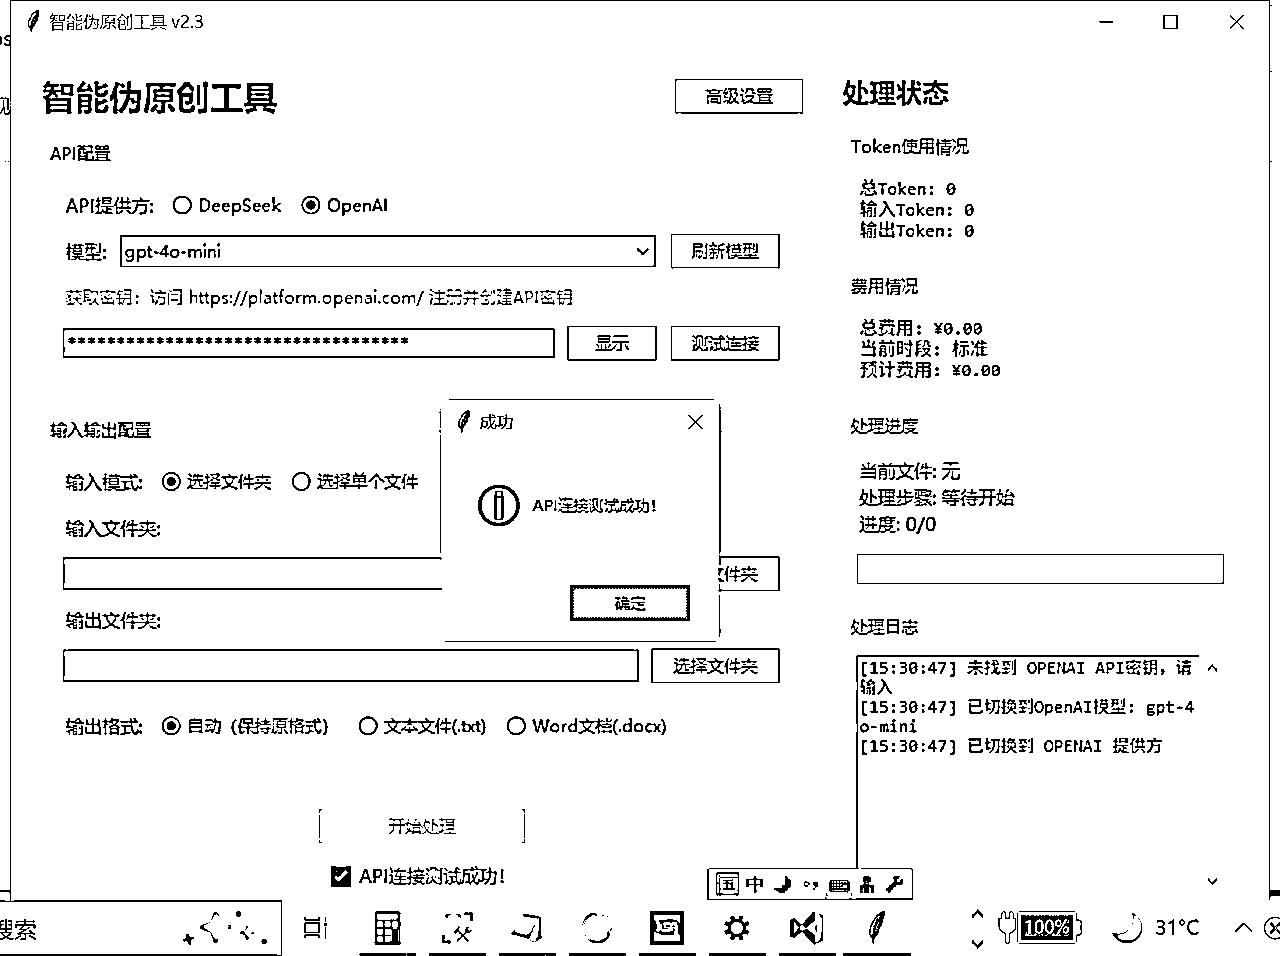 智能伪原创工具 v2.3
智能伪原创工具
高级设置
API配置
API提供方: DeepSeek OpenAI
模型: gpt-4o-mini 刷新模型
获取密钥: 访问 https://platform.openai.com/ 注册并创建API密钥
*********************************** 显示 测试连接
输入输出配置
输入模式: 选择文件夹 选择单个文件
输入文件夹:
文件夹
输出文件夹:
选择文件夹
输出格式: 自动 (保持原格式) 文本文件(.txt) Word文档(.docx)
开始处理
API连接测试成功!
成功
API连接测试成功!
确定
处理状态
Token使用情况
总Token: 0
输入Token: 0
输出Token: 0
费用情况
总费用: ¥0.00
当前时段: 标准
预计费用: ¥0.00
处理进度
当前文件: 无
处理步骤: 等待开始
进度: 0/0
处理日志
[15:30:47] 未找到 OPENAI API密钥，请
输入
[15:30:47] 已切换到OpenAI模型: gpt-4
o-mini
[15:30:47] 已切换到 OPENAI 提供方
五 中
搜索
100%
31°C